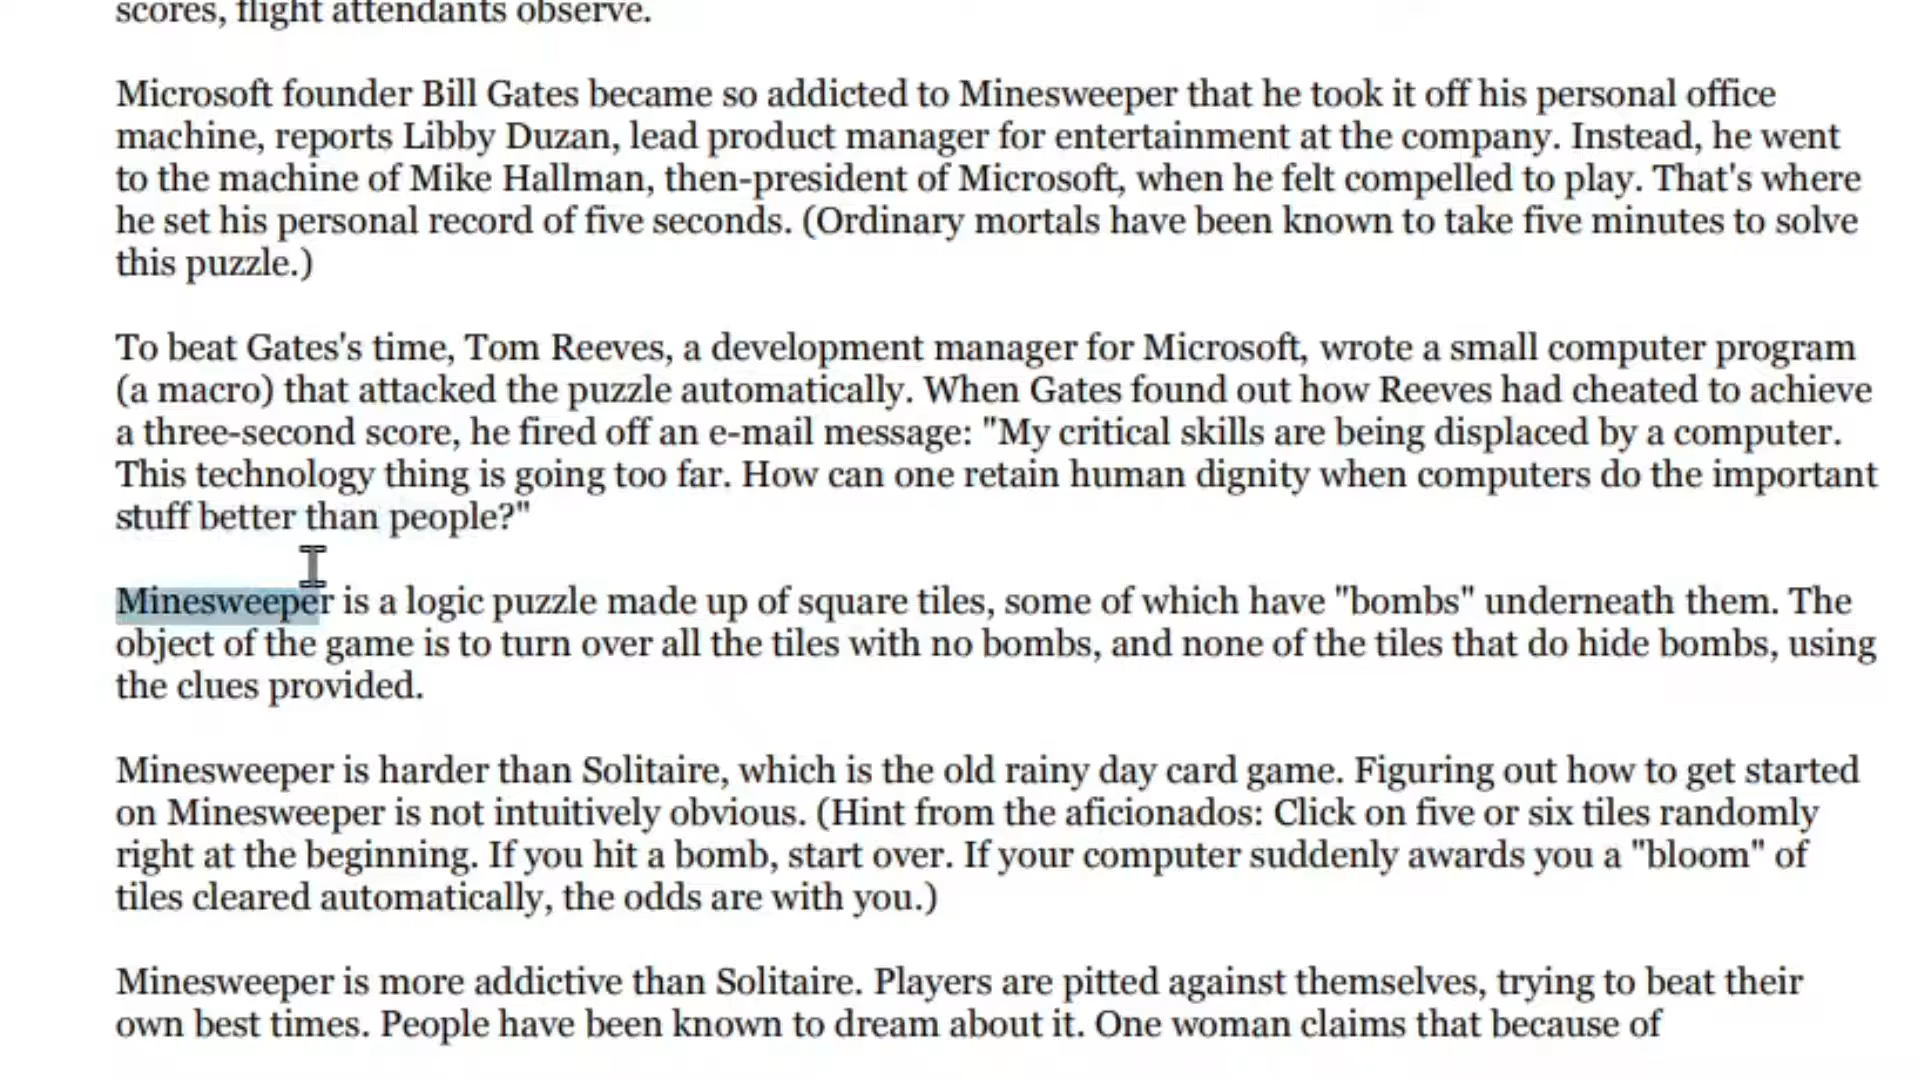 scores, flight attendants observe.
Microsoft founder Bill Gates became so addicted to Minesweeper that he took it off his personal office
machine, reports Libby Duzan, lead product manager for entertainment at the company. Instead, he went
to the machine of Mike Hallman, then-president of Microsoft, when he felt compelled to play. That's where
he set his personal record of five seconds. (Ordinary mortals have been known to take five minutes to solve
this puzzle.)
To beat Gates's time, Tom Reeves, a development manager for Microsoft, wrote a small computer program
(a macro) that attacked the puzzle automatically. When Gates found out how Reeves had cheated to achieve
a three-second score, he fired off an e-mail message: "My critical skills are being displaced by a computer.
This technology thing is going too far. How can one retain human dignity when computers do the important
stuff better than people?"
Minesweeper is a logic puzzle made up of square tiles, some of which have "bombs" underneath them. The
object of the game is to turn over all the tiles with no bombs, and none of the tiles that do hide bombs, using
the clues provided.
Minesweeper is harder than Solitaire, which is the old rainy day card game. Figuring out how to get started
on Minesweeper is not intuitively obvious. (Hint from the aficionados: Click on five or six tiles randomly
right at the beginning. If you hit a bomb, start over. If your computer suddenly awards you a "bloom" of
tiles cleared automatically, the odds are with you.)
Minesweeper is more addictive than Solitaire. Players are pitted against themselves, trying to beat their
own best times. People have been known to dream about it. One woman claims that because of